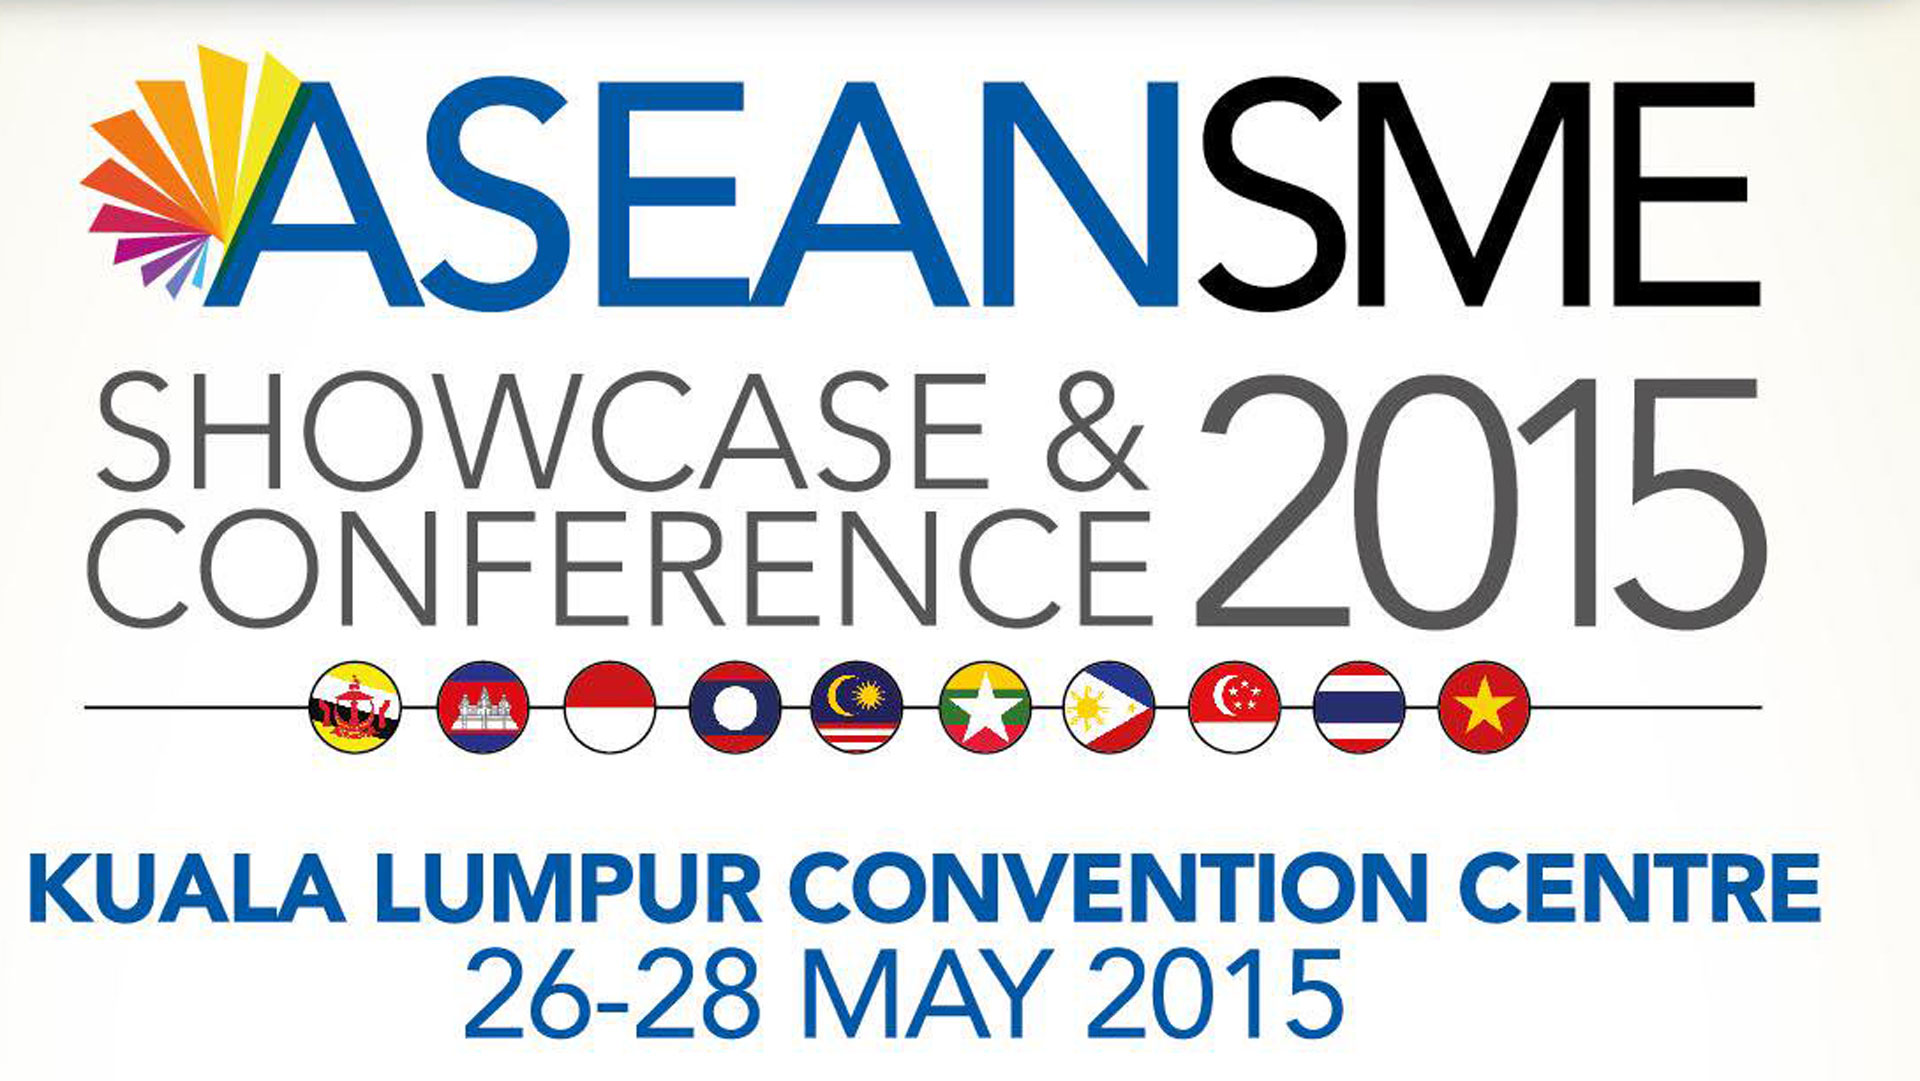 ASEANSME
SHOWCASE &
CONFERENCE 2015
KUALA LUMPUR CONVENTION CENTRE
26-28 MAY 2015